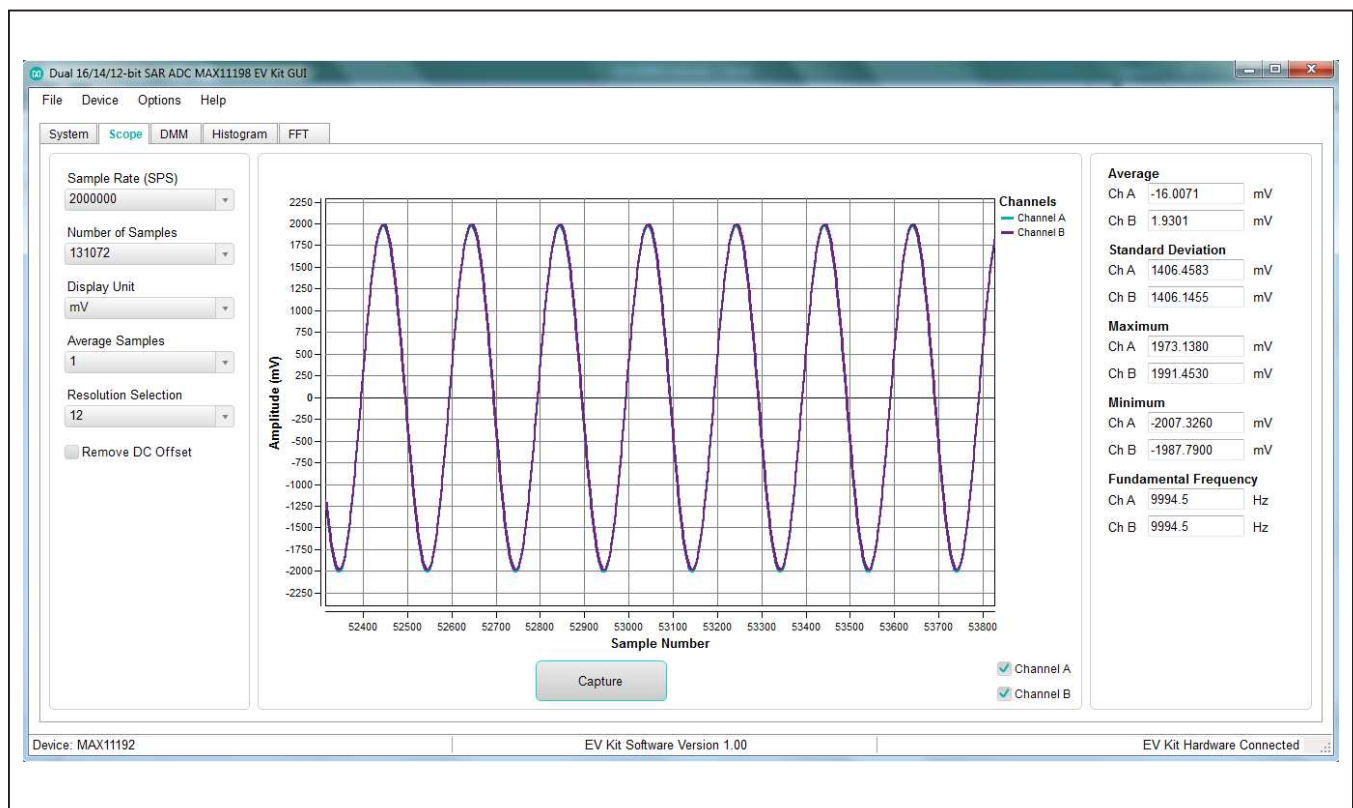 Dual 16/14/12-bit SAR ADC MAX11198 EV Kit GUI
File Device Options Help
System Scope DMM Histogram FFT
Sample Rate (SPS)
2000000
Number of Samples
131072
Display Unit
mV
Average Samples
1
Resolution Selection
12
Remove DC Offset
Amplitude (mV)
2250
2000
1750
1500
1250
1000
750
500
250
0
-250
-500
-750
-1000
-1250
-1500
-1750
-2000
-2250
52400 52500 52600 52700 52800 52900 53000 53100 53200 53300 53400 53500 53600 53700 53800
Sample Number
Channels
Channel A
Channel B
Capture
Channel A
Channel B
Average
Ch A -16.0071 mV
Ch B 1.9301 mV
Standard Deviation
Ch A 1406.4583 mV
Ch B 1406.1455 mV
Maximum
Ch A 1973.1380 mV
Ch B 1991.4530 mV
Minimum
Ch A -2007.3260 mV
Ch B -1987.7900 mV
Fundamental Frequency
Ch A 9994.5 Hz
Ch B 9994.5 Hz
Device: MAX11192
EV Kit Software Version 1.00
EV Kit Hardware Connected